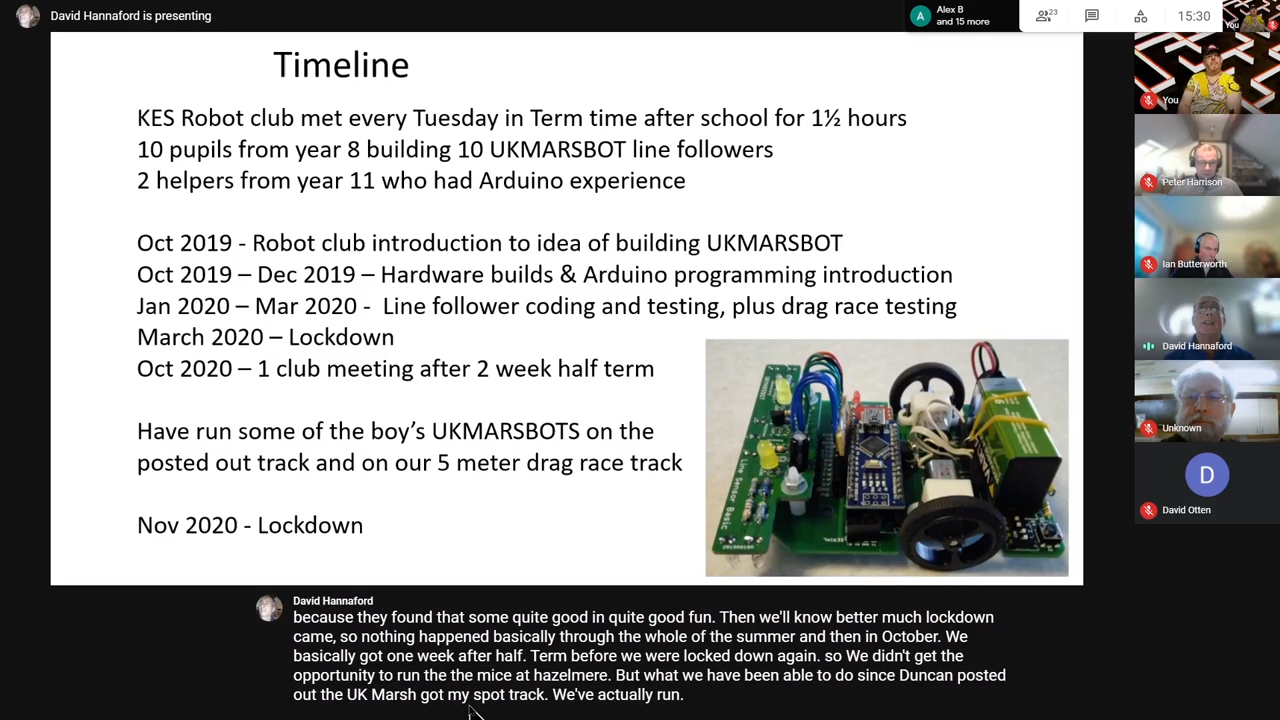 David Hannaford is presenting
A
Alex B
and 15 more
23
15:30
You
Timeline
KES Robot club met every Tuesday in Term time after school for 1½ hours
10 pupils from year 8 building 10 UKMARSBOT line followers
2 helpers from year 11 who had Arduino experience
Oct 2019 - Robot club introduction to idea of building UKMARSBOT
Oct 2019 – Dec 2019 – Hardware builds & Arduino programming introduction
Jan 2020 – Mar 2020 - Line follower coding and testing, plus drag race testing
March 2020 – Lockdown
Oct 2020 – 1 club meeting after 2 week half term
Have run some of the boy's UKMARSBOTS on the
posted out track and on our 5 meter drag race track
Nov 2020 - Lockdown
Line Sensor Basic
You
Peter Harrison
Ian Butterworth
David Hannaford
Unknown
D
David Otten
David Hannaford
because they found that some quite good in quite good fun. Then we'll know better much lockdown
came, so nothing happened basically through the whole of the summer and then in October. We
basically got one week after half. Term before we were locked down again. so We didn't get the
opportunity to run the the mice at hazelmere. But what we have been able to do since Duncan posted
out the UK Marsh got my spot track. We've actually run.